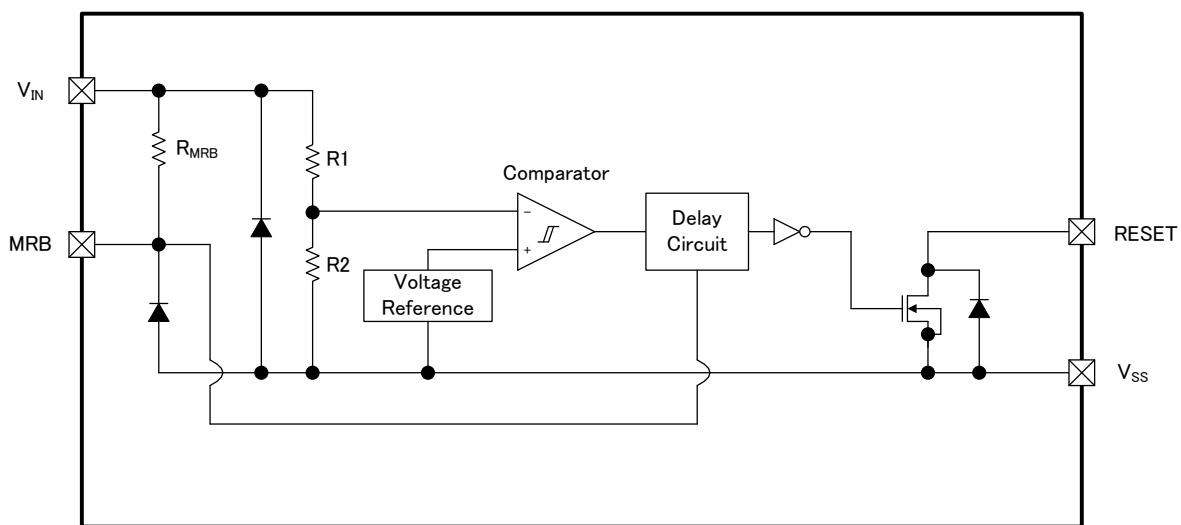 V_IN
R_MRB
R1
Comparator
−
+
Delay
Circuit
MRB
RESET
R2
Voltage
Reference
V_SS